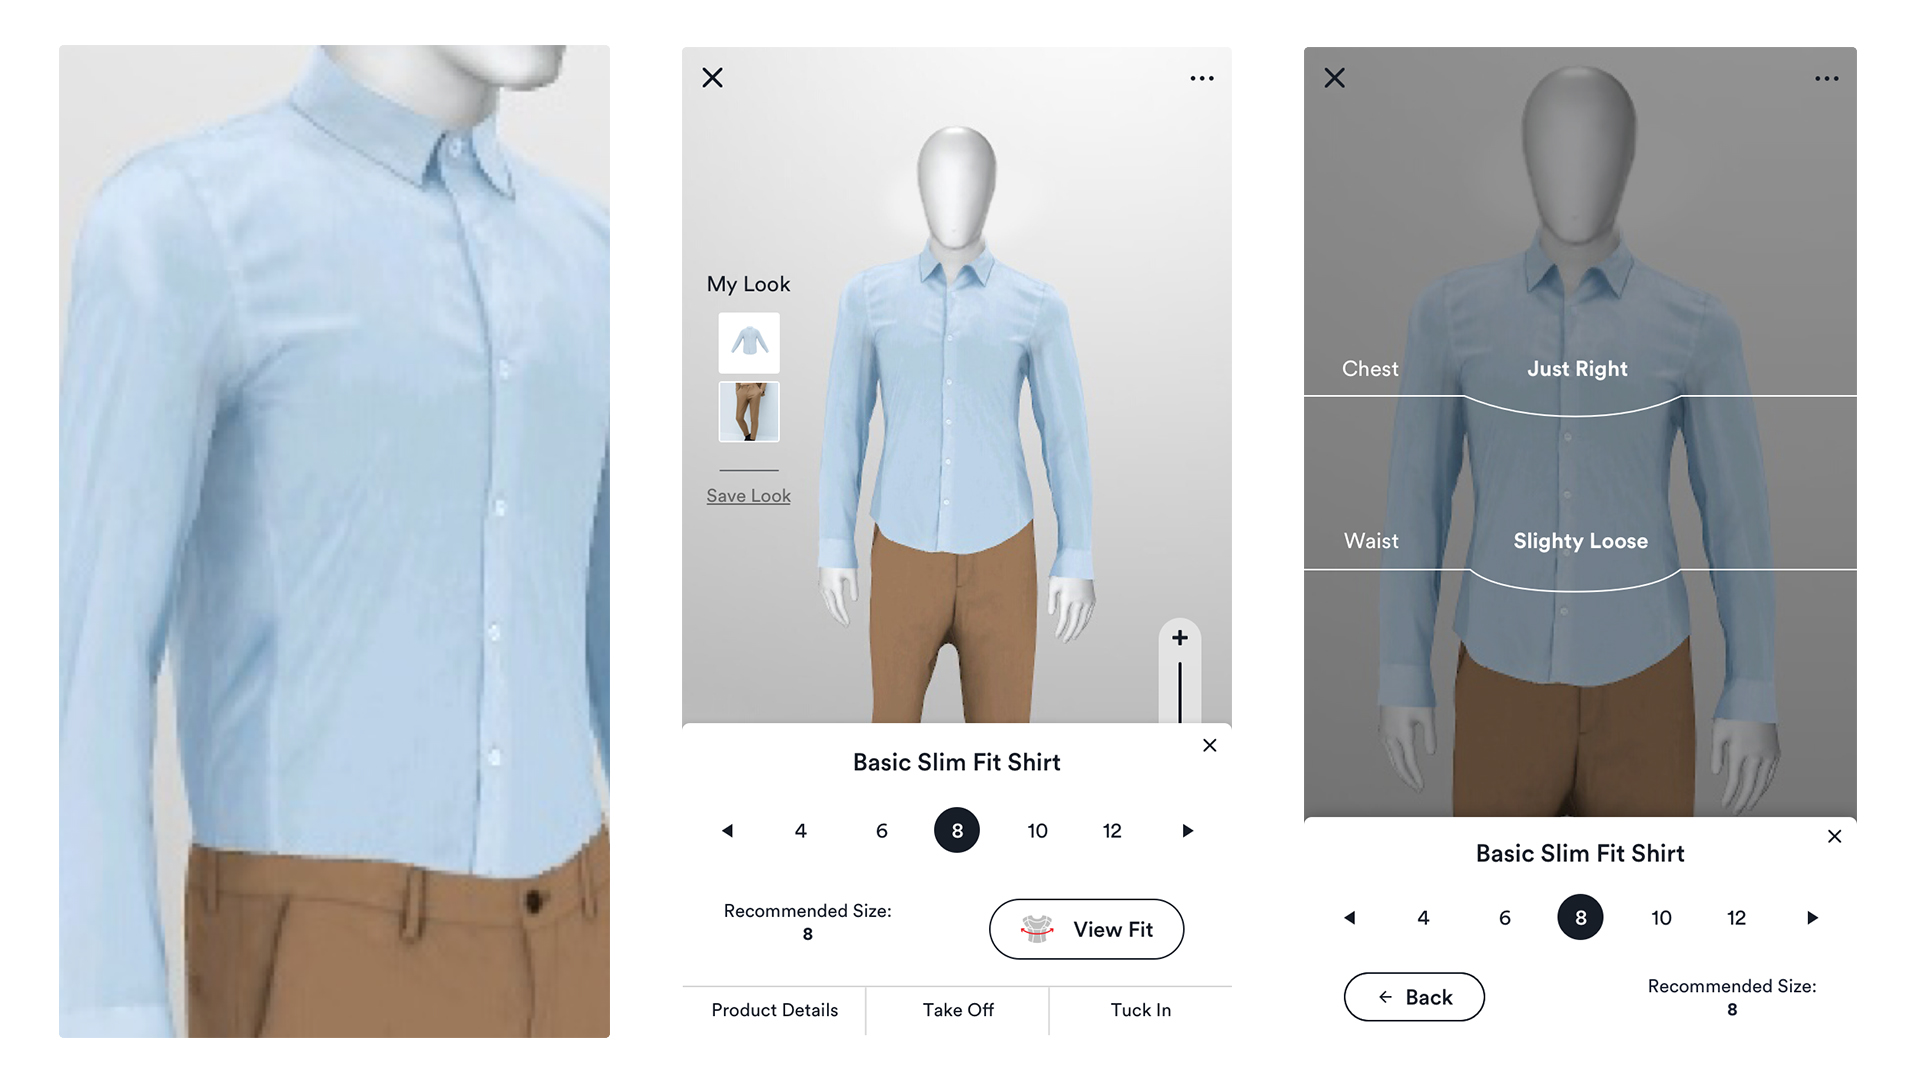 My Look
Save Look
Basic Slim Fit Shirt
4 6 8 10 12
Recommended Size:
8
View Fit
Product Details Take Off Tuck In
Chest Just Right
Waist Slighty Loose
Basic Slim Fit Shirt
4 6 8 10 12
Back
Recommended Size:
8